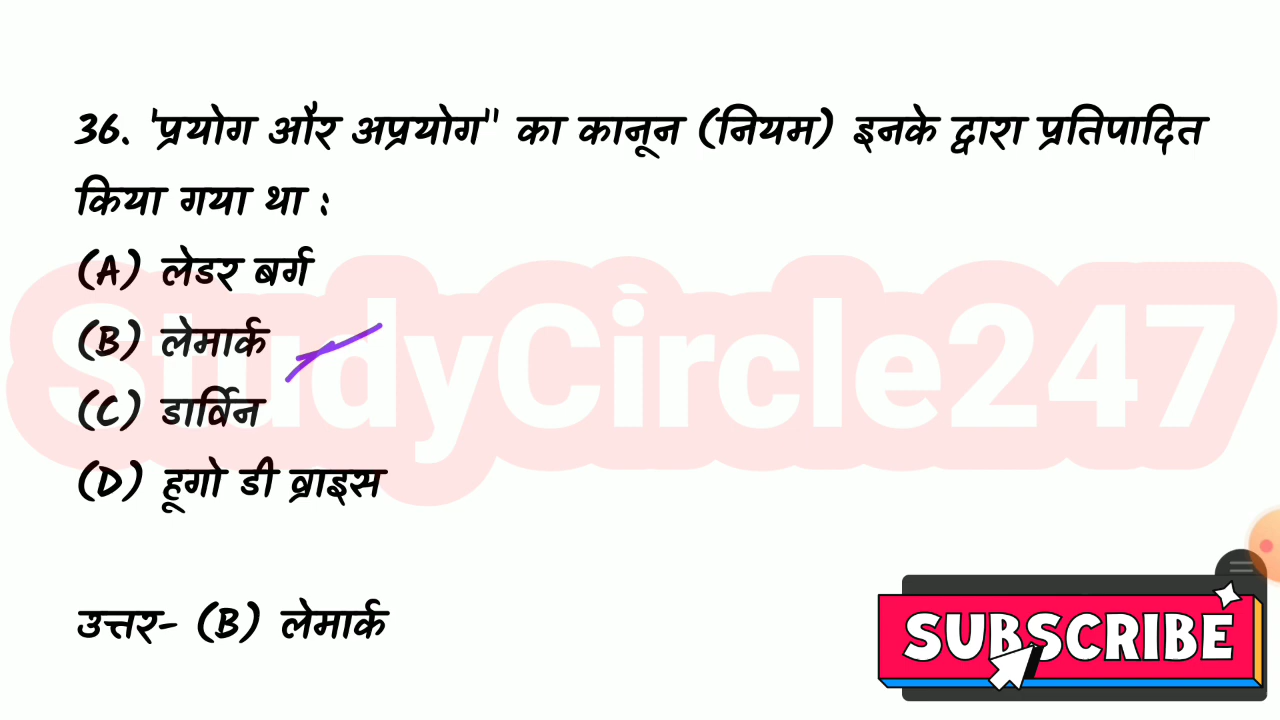 36. 'प्रयोग और अप्रयोग" का कानून (नियम) इनके द्वारा प्रतिपादित
किया गया था :
(A) लेडर बर्ग
(B) लेमार्क
(C) डार्विन
(D) हूगो डी व्राइस
StudyCircle247
उत्तर- (B) लेमार्क
SUBSCRIBE